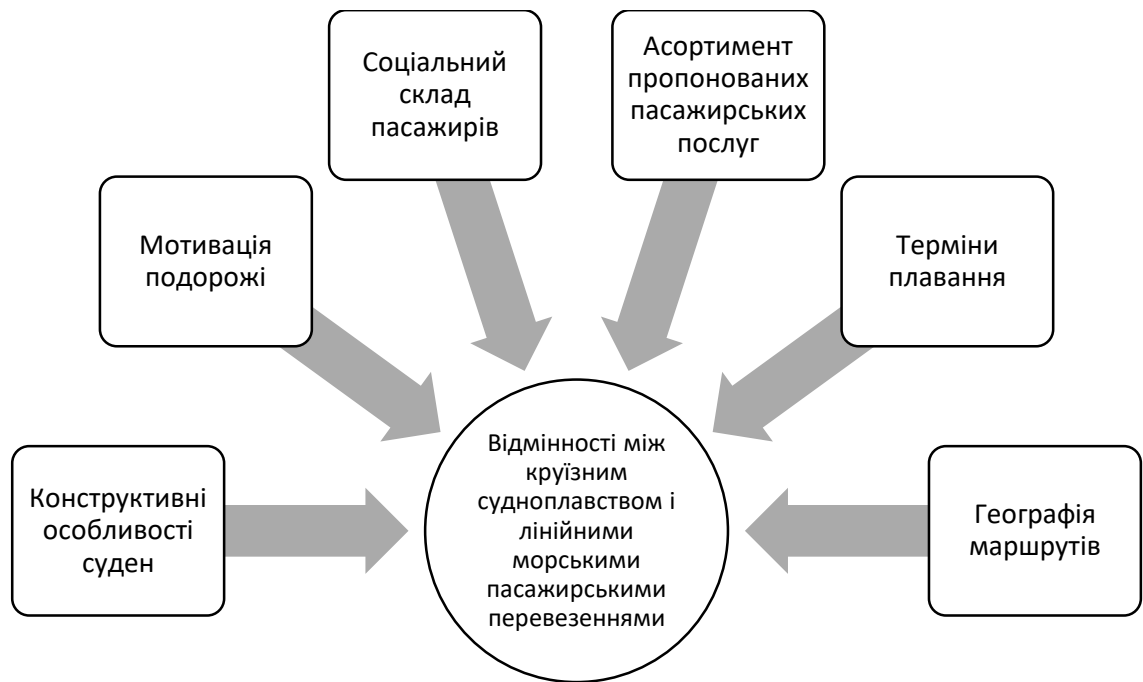 Соціальний
склад
пасажирів
Асортимент
пропонованих
пасажирських
послуг
Мотивація
подорожі
Терміни
плавання
Конструктивні
особливості
суден
Відмінності між
круїзним
судноплавством і
лінійними
морськими
пасажирськими
перевезеннями
Географія
маршрутів